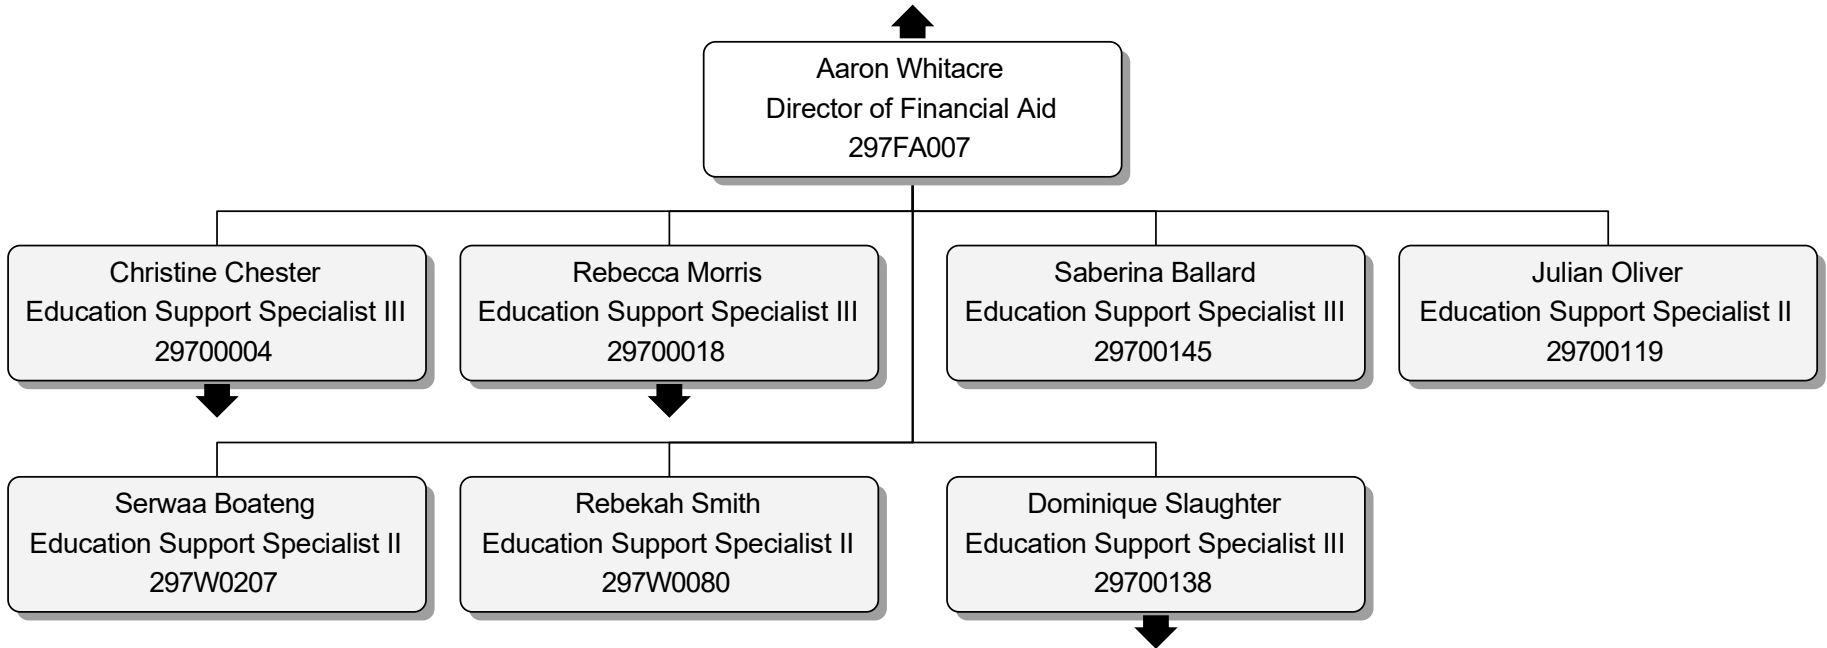 Aaron Whitacre
Director of Financial Aid
297FA007
Christine Chester
Education Support Specialist III
29700004
Rebecca Morris
Education Support Specialist III
29700018
Saberina Ballard
Education Support Specialist III
29700145
Julian Oliver
Education Support Specialist II
29700119
Serwaa Boateng
Education Support Specialist II
297W0207
Rebekah Smith
Education Support Specialist II
297W0080
Dominique Slaughter
Education Support Specialist III
29700138